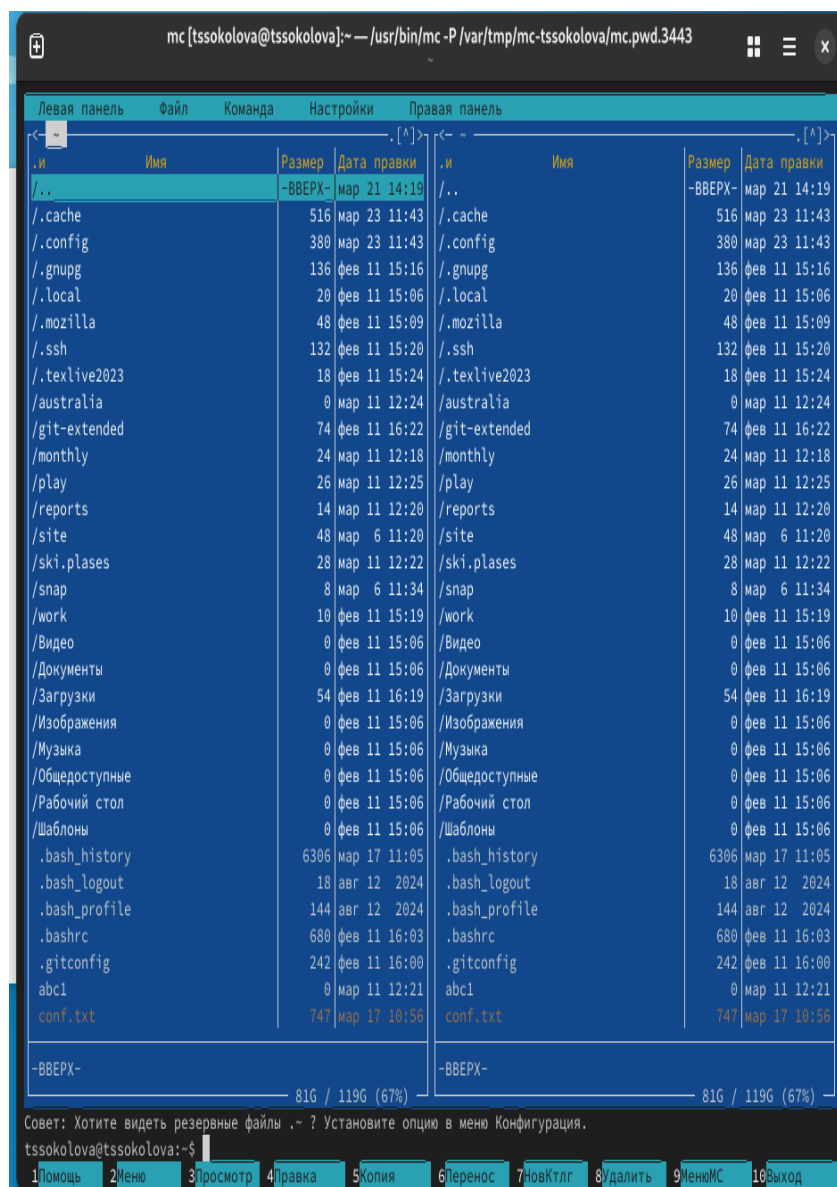 mc [tssokolova@tssokolova]:~ — /usr/bin/mc -P /var/tmp/mc-tssokolova/mc.pwd.3443
~
Левая панель Файл Команда Настройки Правая панель
<— ~ .[^]> <— ~ .[^]>
.и Имя Размер Дата правки .и Имя Размер Дата правки
/.. -ВВЕРХ- мар 21 14:19 /.. -ВВЕРХ- мар 21 14:19
/.cache 516 мар 23 11:43 /.cache 516 мар 23 11:43
/.config 380 мар 23 11:43 /.config 380 мар 23 11:43
/.gnupg 136 фев 11 15:16 /.gnupg 136 фев 11 15:16
/.local 20 фев 11 15:06 /.local 20 фев 11 15:06
/.mozilla 48 фев 11 15:09 /.mozilla 48 фев 11 15:09
/.ssh 132 фев 11 15:20 /.ssh 132 фев 11 15:20
/.texlive2023 18 фев 11 15:24 /.texlive2023 18 фев 11 15:24
/australia 0 мар 11 12:24 /australia 0 мар 11 12:24
/git-extended 74 фев 11 16:22 /git-extended 74 фев 11 16:22
/monthly 24 мар 11 12:18 /monthly 24 мар 11 12:18
/play 26 мар 11 12:25 /play 26 мар 11 12:25
/reports 14 мар 11 12:20 /reports 14 мар 11 12:20
/site 48 мар 6 11:20 /site 48 мар 6 11:20
/ski.plases 28 мар 11 12:22 /ski.plases 28 мар 11 12:22
/snap 8 мар 6 11:34 /snap 8 мар 6 11:34
/work 10 фев 11 15:19 /work 10 фев 11 15:19
/Видео 0 фев 11 15:06 /Видео 0 фев 11 15:06
/Документы 0 фев 11 15:06 /Документы 0 фев 11 15:06
/Загрузки 54 фев 11 16:19 /Загрузки 54 фев 11 16:19
/Изображения 0 фев 11 15:06 /Изображения 0 фев 11 15:06
/Музыка 0 фев 11 15:06 /Музыка 0 фев 11 15:06
/Общедоступные 0 фев 11 15:06 /Общедоступные 0 фев 11 15:06
/Рабочий стол 0 фев 11 15:06 /Рабочий стол 0 фев 11 15:06
/Шаблоны 0 фев 11 15:06 /Шаблоны 0 фев 11 15:06
.bash_history 6306 мар 17 11:05 .bash_history 6306 мар 17 11:05
.bash_logout 18 авг 12 2024 .bash_logout 18 авг 12 2024
.bash_profile 144 авг 12 2024 .bash_profile 144 авг 12 2024
.bashrc 680 фев 11 16:03 .bashrc 680 фев 11 16:03
.gitconfig 242 фев 11 16:00 .gitconfig 242 фев 11 16:00
abc1 0 мар 11 12:21 abc1 0 мар 11 12:21
conf.txt 747 мар 17 10:56 conf.txt 747 мар 17 10:56
-ВВЕРХ- -ВВЕРХ-
81G / 119G (67%) 81G / 119G (67%)
Совет: Хотите видеть резервные файлы .~ ? Установите опцию в меню Конфигурация.
tssokolova@tssokolova:~$
1Помощь 2Меню 3Просмотр 4Правка 5Копия 6Перенос 7НовКтлг 8Удалить 9МенюMC 10Выход